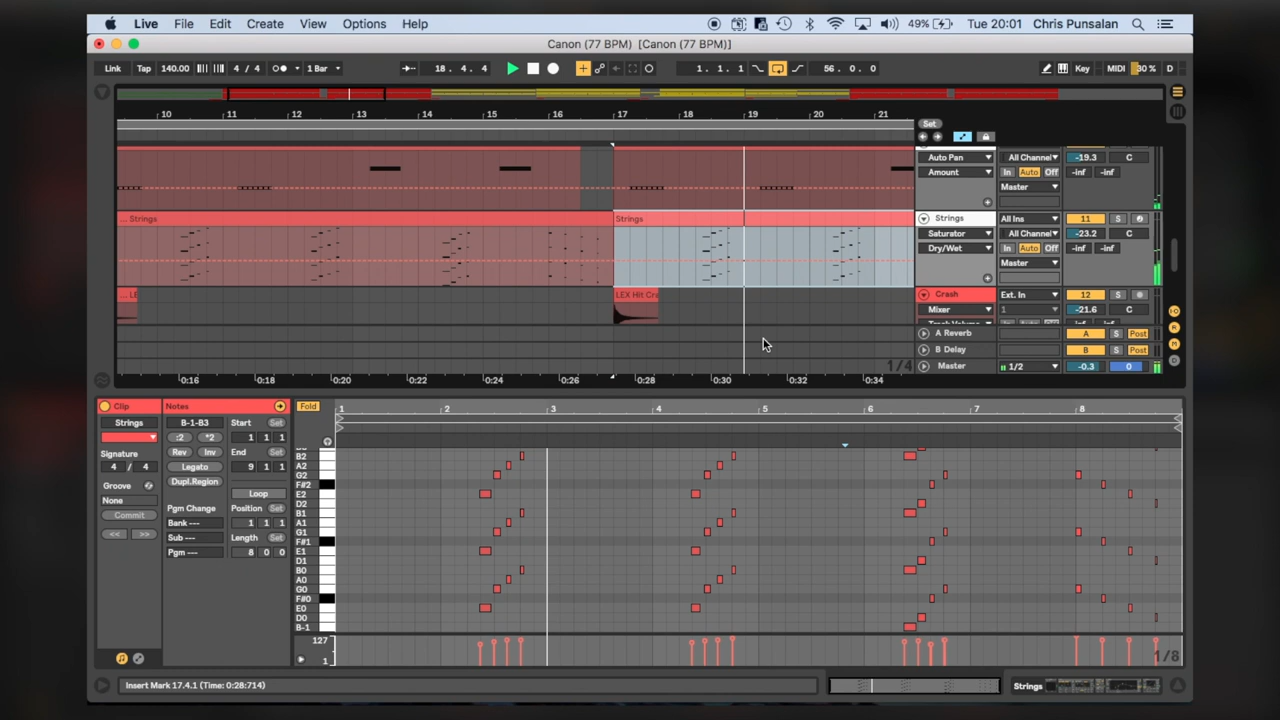 Live File Edit Create View Options Help 49% Tue 20:01 Chris Punsalan
Canon (77 BPM) [Canon (77 BPM)]
Link Tap 140.00 4 / 4 1 Bar 18. 4. 4 1. 1. 1 56. 0. 0 Key MIDI 30 % D
10 11 12 13 14 15 16 17 18 19 20 21 Set
Auto Pan All Channel -19.3 C
Amount In Auto Off -inf -inf
Master
... Strings Strings Strings All Ins 11 S
Saturator All Channel -23.2 C
Dry/Wet In Auto Off -inf -inf
Master
... LE LEX Hit Cra Crash Ext. In 12 S
Mixer 1 -21.6 C
A Reverb A S Post
B Delay B S Post
1/4 Master 1/2 -0.3 0
0:16 0:18 0:20 0:22 0:24 0:26 0:28 0:30 0:32 0:34
Clip Notes Fold 1 2 3 4 5 6 7 8
Strings B-1-B3 Start Set
:2 *2 1 1 1
Signature Rev Inv End Set
4 / 4 Legato 9 1 1
Groove Dupl.Region
None Loop
Commit Pgm Change Position Set
Bank --- 1 1 1
<< >> Sub --- Length Set
Pgm --- 8 0 0
B2
A2
G2
F#2
E2
D2
B1
A1
G1
F#1
E1
D1
B0
A0
G0
F#0
E0
D0
B-1
127
1 1/8
Insert Mark 17.4.1 (Time: 0:28:714) Strings